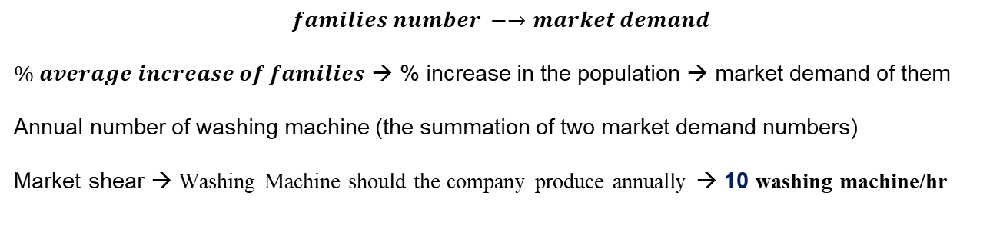 families number −→ market demand
% average increase of families → % increase in the population → market demand of them
Annual number of washing machine (the summation of two market demand numbers)
Market shear → Washing Machine should the company produce annually → 10 washing machine/hr